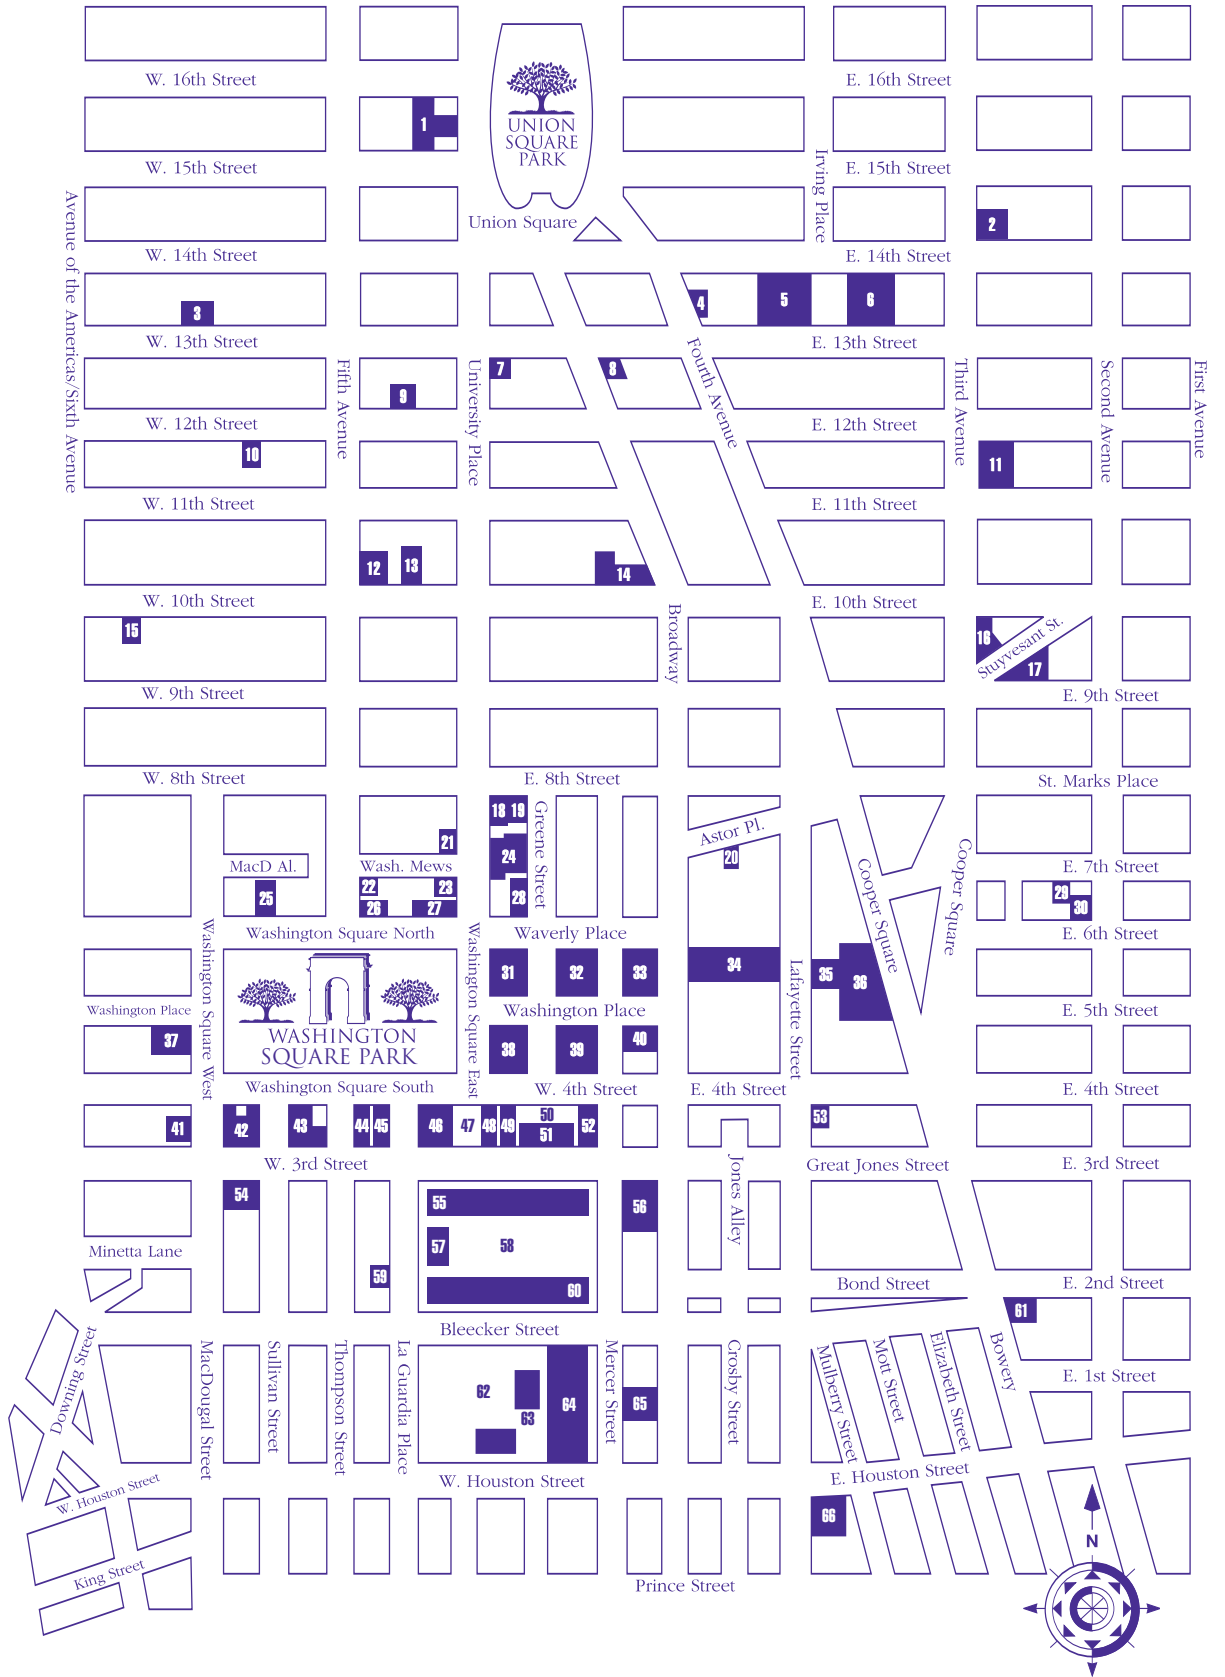 W. 16th Street
E. 16th Street
1
UNION
SQUARE
PARK
W. 15th Street
Irving Place
E. 15th Street
Avenue of the Americas/Sixth Avenue
Union Square
2
W. 14th Street
E. 14th Street
3
4
5
6
W. 13th Street
E. 13th Street
Fifth Avenue
University Place
Fourth Avenue
Third Avenue
Second Avenue
First Avenue
7
8
9
W. 12th Street
E. 12th Street
10
11
W. 11th Street
E. 11th Street
12
13
14
W. 10th Street
E. 10th Street
Broadway
15
16
Stuyvesant St.
17
W. 9th Street
E. 9th Street
W. 8th Street
E. 8th Street
St. Marks Place
18
19
Greene Street
Astor Pl.
20
21
MacD Al.
Wash. Mews
24
Cooper Square
Cooper Square
E. 7th Street
22
23
25
26
27
28
29
30
Washington Square North
Waverly Place
E. 6th Street
Washington Square West
Washington Square East
31
32
33
34
Lafayette Street
35
36
Washington Place
WASHINGTON
SQUARE PARK
Washington Place
E. 5th Street
37
38
39
40
Washington Square South
W. 4th Street
E. 4th Street
E. 4th Street
41
42
43
44
45
46
47
48
49
50
51
52
53
W. 3rd Street
Jones Alley
Great Jones Street
E. 3rd Street
54
55
56
57
58
Minetta Lane
59
60
Bond Street
E. 2nd Street
61
Bleecker Street
Downing Street
MacDougal Street
Sullivan Street
Thompson Street
La Guardia Place
Mercer Street
Crosby Street
Mulberry Street
Mott Street
Elizabeth Street
Bowery
E. 1st Street
62
63
64
65
W. Houston Street
W. Houston Street
E. Houston Street
66
King Street
Prince Street
N